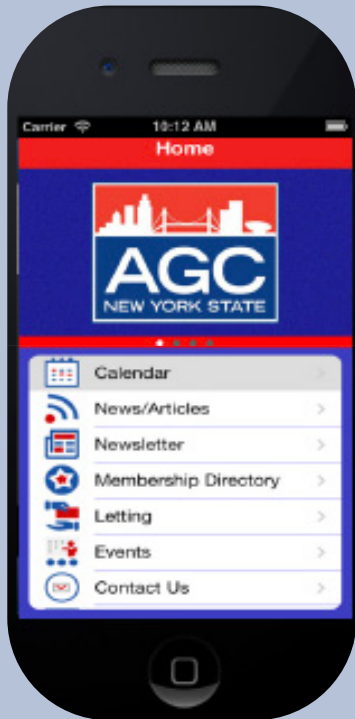 Carrier 10:12 AM
Home
AGC
NEW YORK STATE
Calendar
News/Articles
Newsletter
Membership Directory
Letting
Events
Contact Us